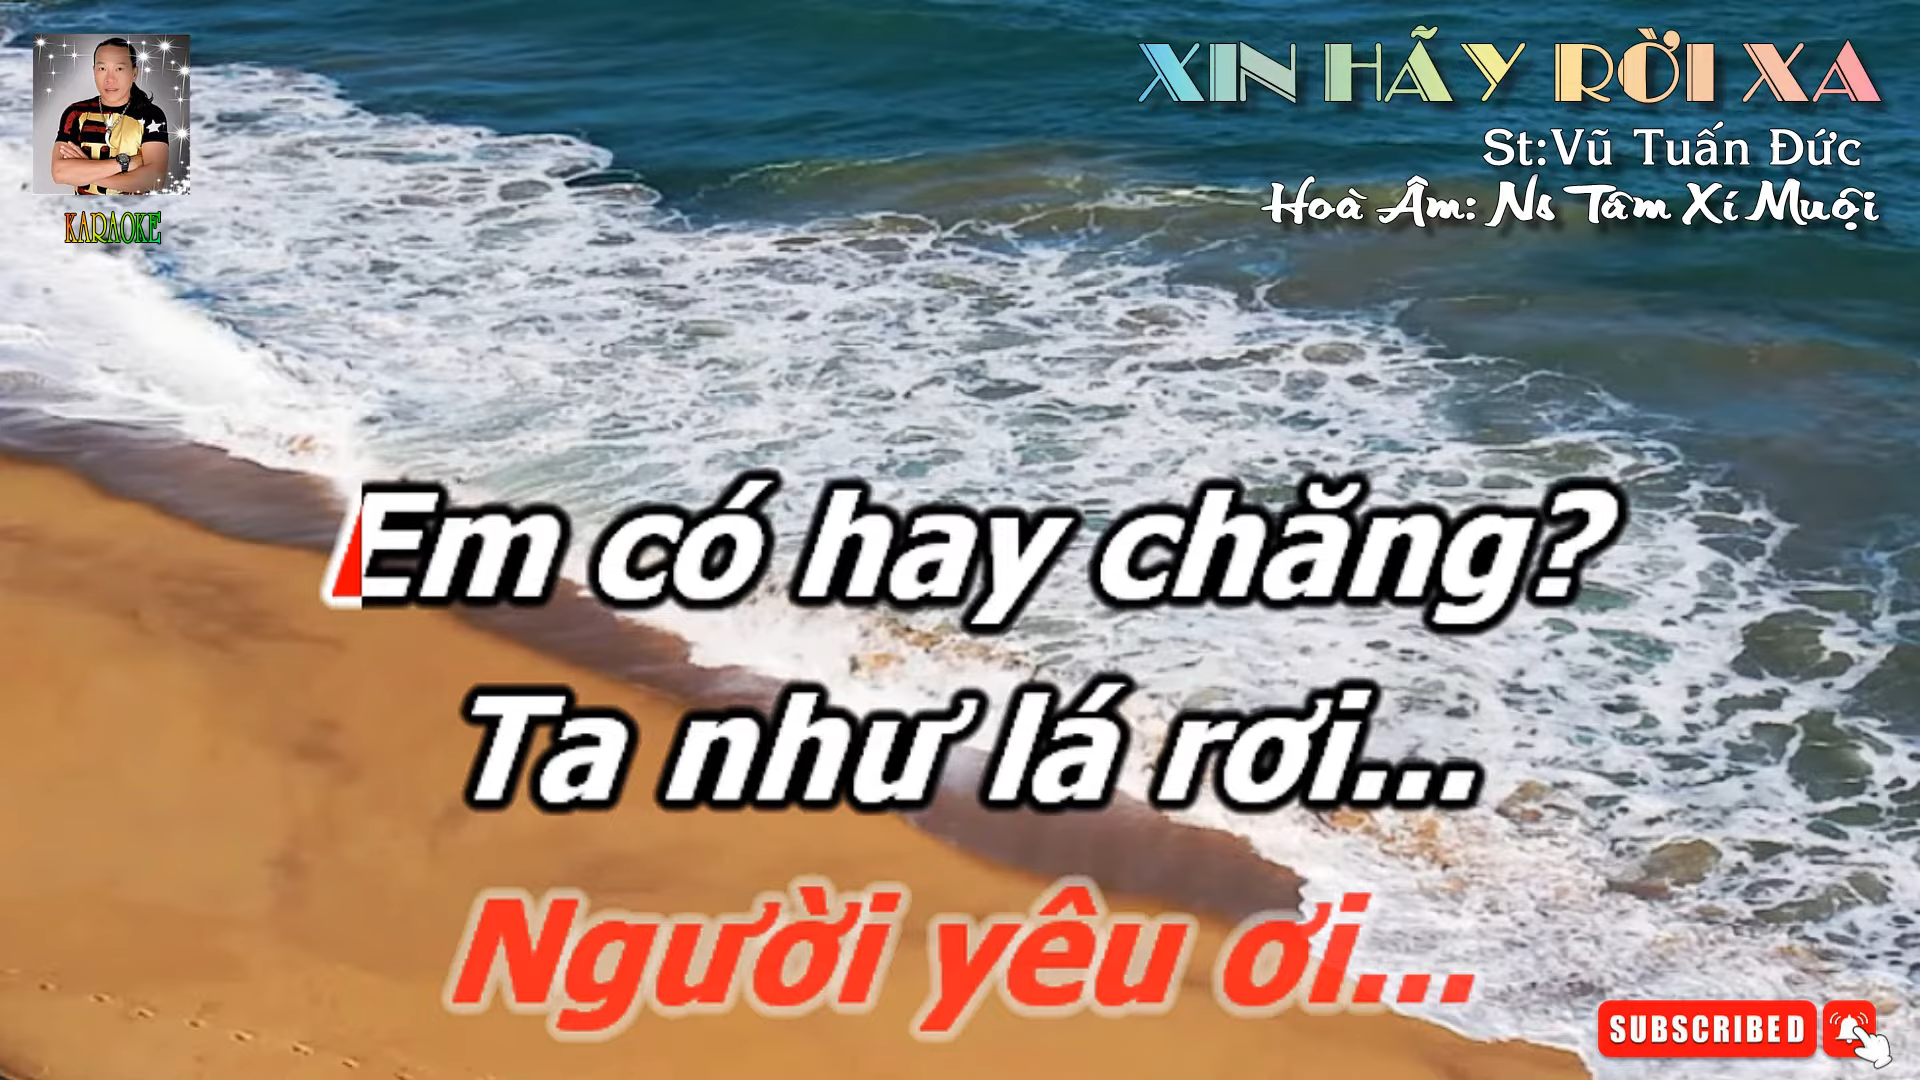 XIN HÃY RỜI XA
St:Vũ Tuấn Đức
Hoà Âm: Ns Tâm Xí Muội
KARAOKE
Em có hay chăng?
Ta như lá rơi...
Người yêu ơi...
SUBSCRIBED